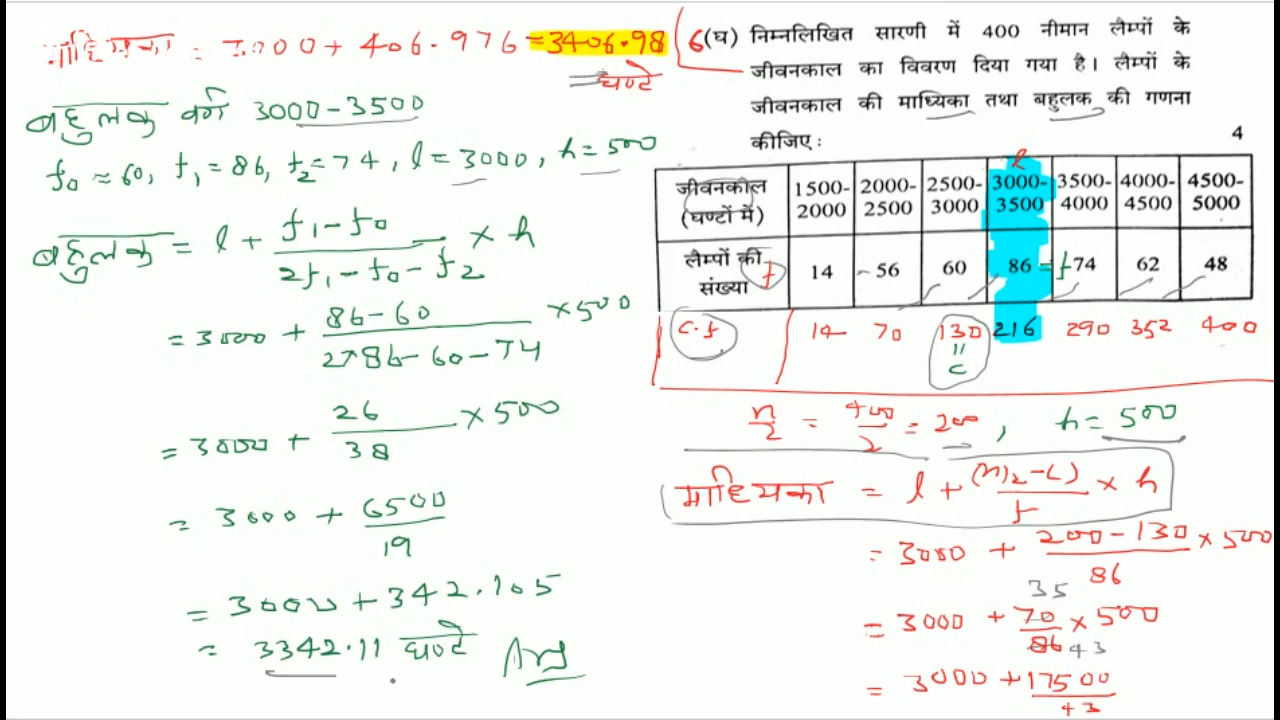 माध्यिका = 3000 + 406.976 = 3406.98
घण्टे
बहुलक वर्ग 3000-3500
f₀ = 60, f₁ = 86, f₂ = 74, l = 3000, h = 500
बहुलक = l + (f₁ - f₀)/(2f₁ - f₀ - f₂) × h
= 3000 + (86-60)/(2×86-60-74) ×500
= 3000 + 26/38 ×500
= 3000 + 6500/19
= 3000 + 342.105
= 3342.11 घण्टे Ans
6(घ) निम्नलिखित सारणी में 400 नीमान लैम्पों के
जीवनकाल का विवरण दिया गया है। लैम्पों के
जीवनकाल की माध्यिका तथा बहुलक की गणना
कीजिए : 4
l
जीवनकाल (घण्टों में) 1500-2000 2000-2500 2500-3000 3000-3500 3500-4000 4000-4500 4500-5000
लैम्पों की संख्या f 14 56 60 86 = f 74 62 48
c.f 14 70 130 216 290 352 400
=
c
n/2 = 400/2 = 200, h = 500
माध्यिका = l + (n/2 - c)/f × h
= 3000 + (200-130)/86 × 500
35
= 3000 + 70/86 × 500
43
= 3000 + 17500/43